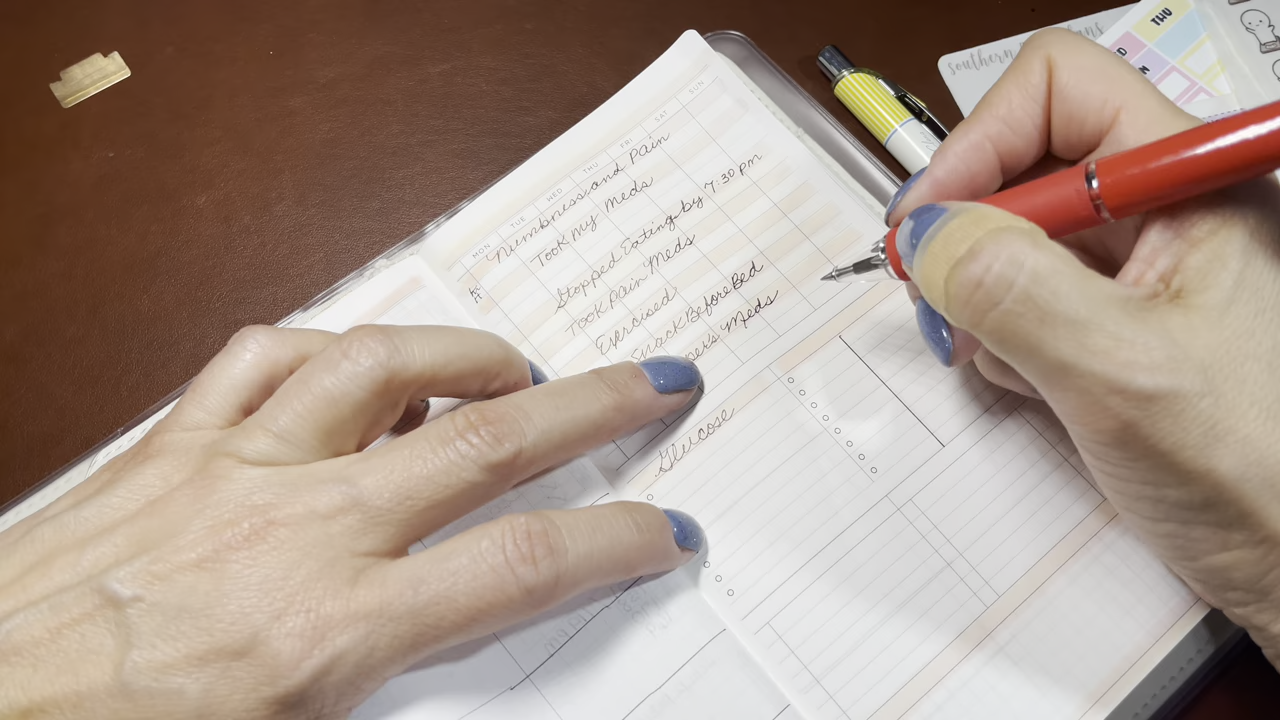 MON TUE WED THU FRI SAT SUN
Numbness and Pain
Took My Meds
Stopped Eating by 7:30 pm
Took Pain Meds
Exercised
Snack Before Bed
Meds
Glucose
southern
THU